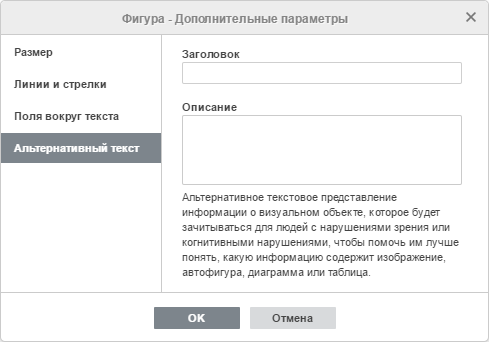 Фигура - Дополнительные параметры
Размер
Линии и стрелки
Поля вокруг текста
Альтернативный текст
Заголовок
Описание
Альтернативное текстовое представление
информации о визуальном объекте, которое будет
зачитываться для людей с нарушениями зрения или
когнитивными нарушениями, чтобы помочь им лучше
понять, какую информацию содержит изображение,
автофигура, диаграмма или таблица.
OK
Отмена